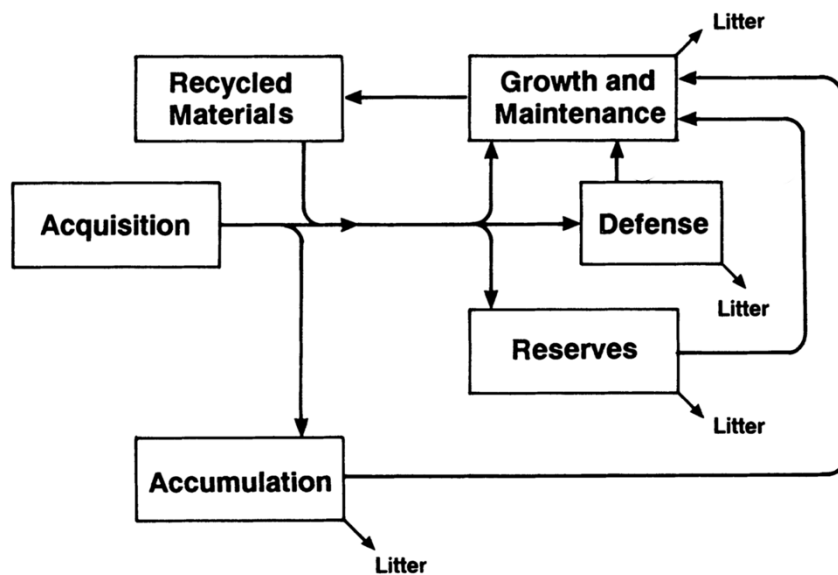 Litter
Recycled
Materials
Growth and
Maintenance
Acquisition
Defense
Litter
Reserves
Litter
Accumulation
Litter